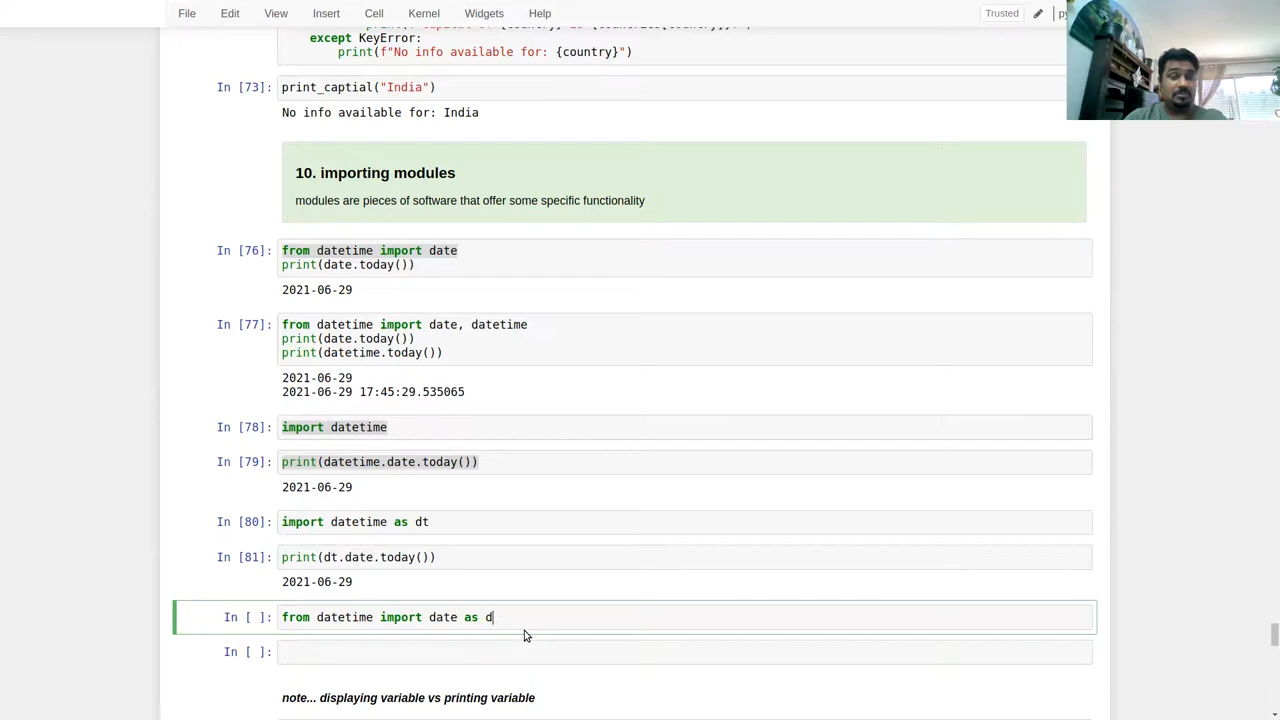 File Edit View Insert Cell Kernel Widgets Help Trusted
except KeyError:
print(f"No info available for: {country}")
In [73]: print_captial("India")
No info available for: India
10. importing modules
modules are pieces of software that offer some specific functionality
In [76]: from datetime import date
print(date.today())
2021-06-29
In [77]: from datetime import date, datetime
print(date.today())
print(datetime.today())
2021-06-29
2021-06-29 17:45:29.535065
In [78]: import datetime
In [79]: print(datetime.date.today())
2021-06-29
In [80]: import datetime as dt
In [81]: print(dt.date.today())
2021-06-29
In [ ]: from datetime import date as d
In [ ]:
note... displaying variable vs printing variable